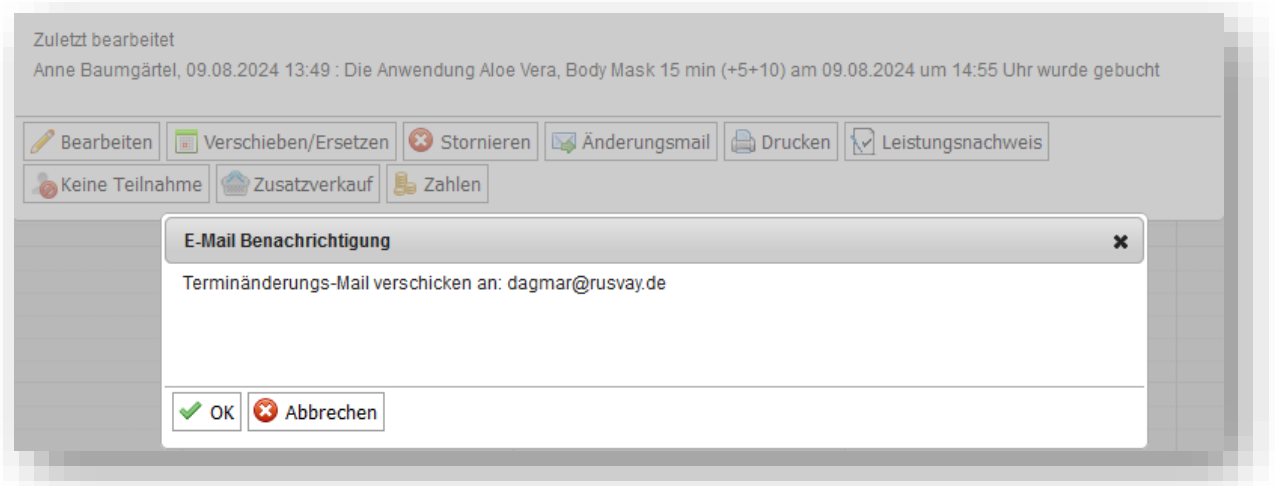 Zuletzt bearbeitet
Anne Baumgärtel, 09.08.2024 13:49 : Die Anwendung Aloe Vera, Body Mask 15 min (+5+10) am 09.08.2024 um 14:55 Uhr wurde gebucht
Bearbeiten Verschieben/Ersetzen Stornieren Änderungsmail Drucken Leistungsnachweis
Keine Teilnahme Zusatzverkauf Zahlen
E-Mail Benachrichtigung
Terminänderungs-Mail verschicken an: dagmar@rusvay.de
OK Abbrechen